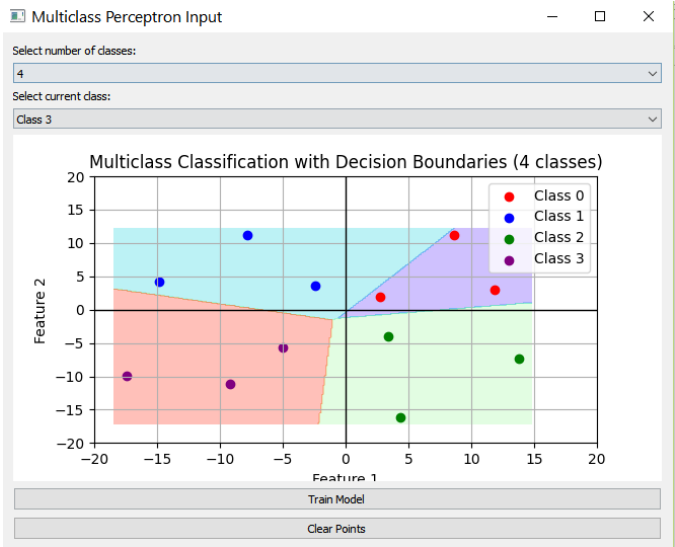 Multiclass Perceptron Input
Select number of classes:
4
Select current class:
Class 3
Multiclass Classification with Decision Boundaries (4 classes)
20
15
10
5
0
−5
−10
−15
−20
Feature 2
Class 0
Class 1
Class 2
Class 3
−20 −15 −10 −5 0 5 10 15 20
Feature 1
Train Model
Clear Points